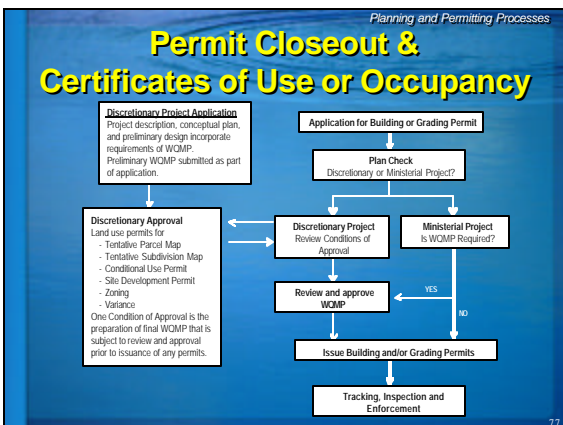 Planning and Permitting Processes
Permit Closeout &
Certificates of Use or Occupancy
Discretionary Project Application
Project description, conceptual plan,
and preliminary design incorporate
requirements of WQMP.
Preliminary WQMP submitted as part
of application.
Application for Building or Grading Permit
Plan Check
Discretionary or Ministerial Project?
Discretionary Approval
Land use permits for
- Tentative Parcel Map
- Tentative Subdivision Map
- Conditional Use Permit
- Site Development Permit
- Zoning
- Variance
One Condition of Approval is the
preparation of final WQMP that is
subject to review and approval
prior to issuance of any permits.
Discretionary Project
Review Conditions of
Approval
Ministerial Project
Is WQMP Required?
Review and approve
WQMP
YES
NO
Issue Building and/or Grading Permits
Tracking, Inspection and
Enforcement
77